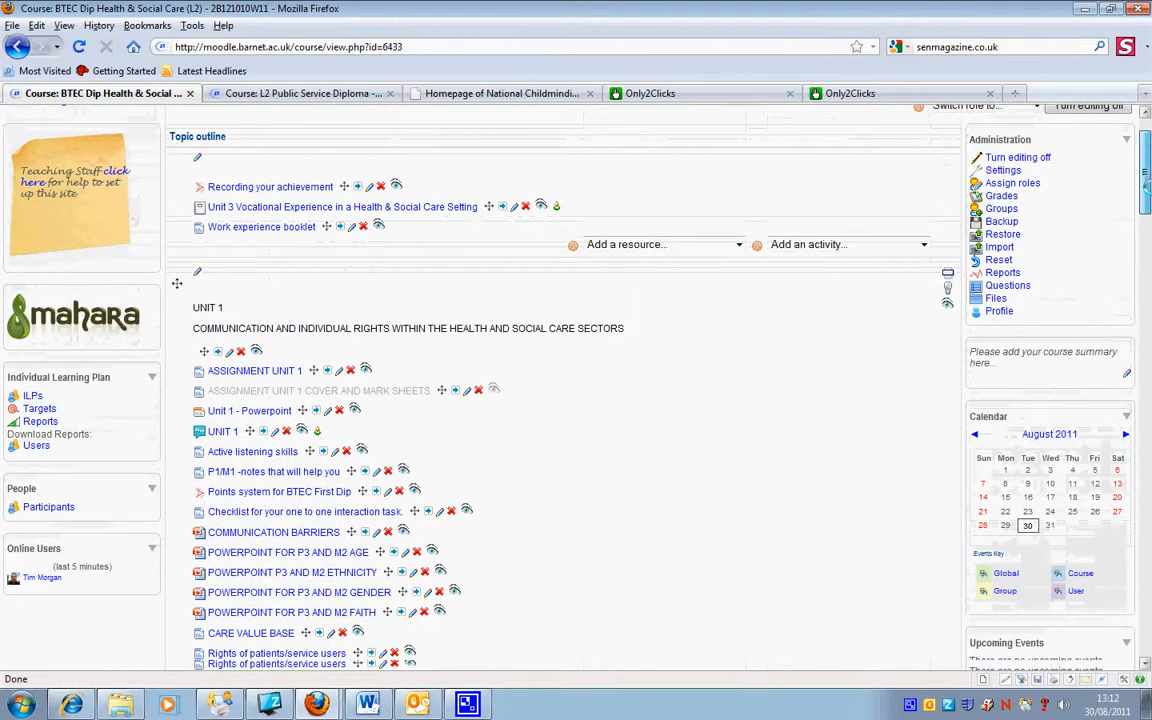 Course: BTEC Dip Health & Social Care (L2) - 2B121010W11 - Mozilla Firefox
File Edit View History Bookmarks Tools Help
http://moodle.barnet.ac.uk/course/view.php?id=6433
senmagazine.co.uk
Most Visited Getting Started Latest Headlines
Course: BTEC Dip Health & Social ...
Course: L2 Public Service Diploma -...
Homepage of National Childmindi...
Only2Clicks
Only2Clicks
Switch role to...
Turn editing off
Teaching Staff click
here for help to set
up this site
mahara
Individual Learning Plan
ILPs
Targets
Reports
Download Reports:
Users
People
Participants
Online Users
(last 5 minutes)
Tim Morgan
Topic outline
Recording your achievement
Unit 3 Vocational Experience in a Health & Social Care Setting
Work experience booklet
Add a resource...
Add an activity...
UNIT 1
COMMUNICATION AND INDIVIDUAL RIGHTS WITHIN THE HEALTH AND SOCIAL CARE SECTORS
ASSIGNMENT UNIT 1
ASSIGNMENT UNIT 1 COVER AND MARK SHEETS
Unit 1 - Powerpoint
UNIT 1
Active listening skills
P1/M1 -notes that will help you
Points system for BTEC First Dip
Checklist for your one to one interaction task.
COMMUNICATION BARRIERS
POWERPOINT FOR P3 AND M2 AGE
POWERPOINT P3 AND M2 ETHNICITY
POWERPOINT FOR P3 AND M2 GENDER
POWERPOINT FOR P3 AND M2 FAITH
CARE VALUE BASE
Rights of patients/service users
Rights of patients/service users
Administration
Turn editing off
Settings
Assign roles
Grades
Groups
Backup
Restore
Import
Reset
Reports
Questions
Files
Profile
Please add your course summary
here...
Calendar
August 2011
Sun Mon Tue Wed Thu Fri Sat
1 2 3 4 5 6
7 8 9 10 11 12 13
14 15 16 17 18 19 20
21 22 23 24 25 26 27
28 29 30 31
Events Key
Global Course
Group User
Upcoming Events
There are no upcoming events
Done
13:12
30/08/2011